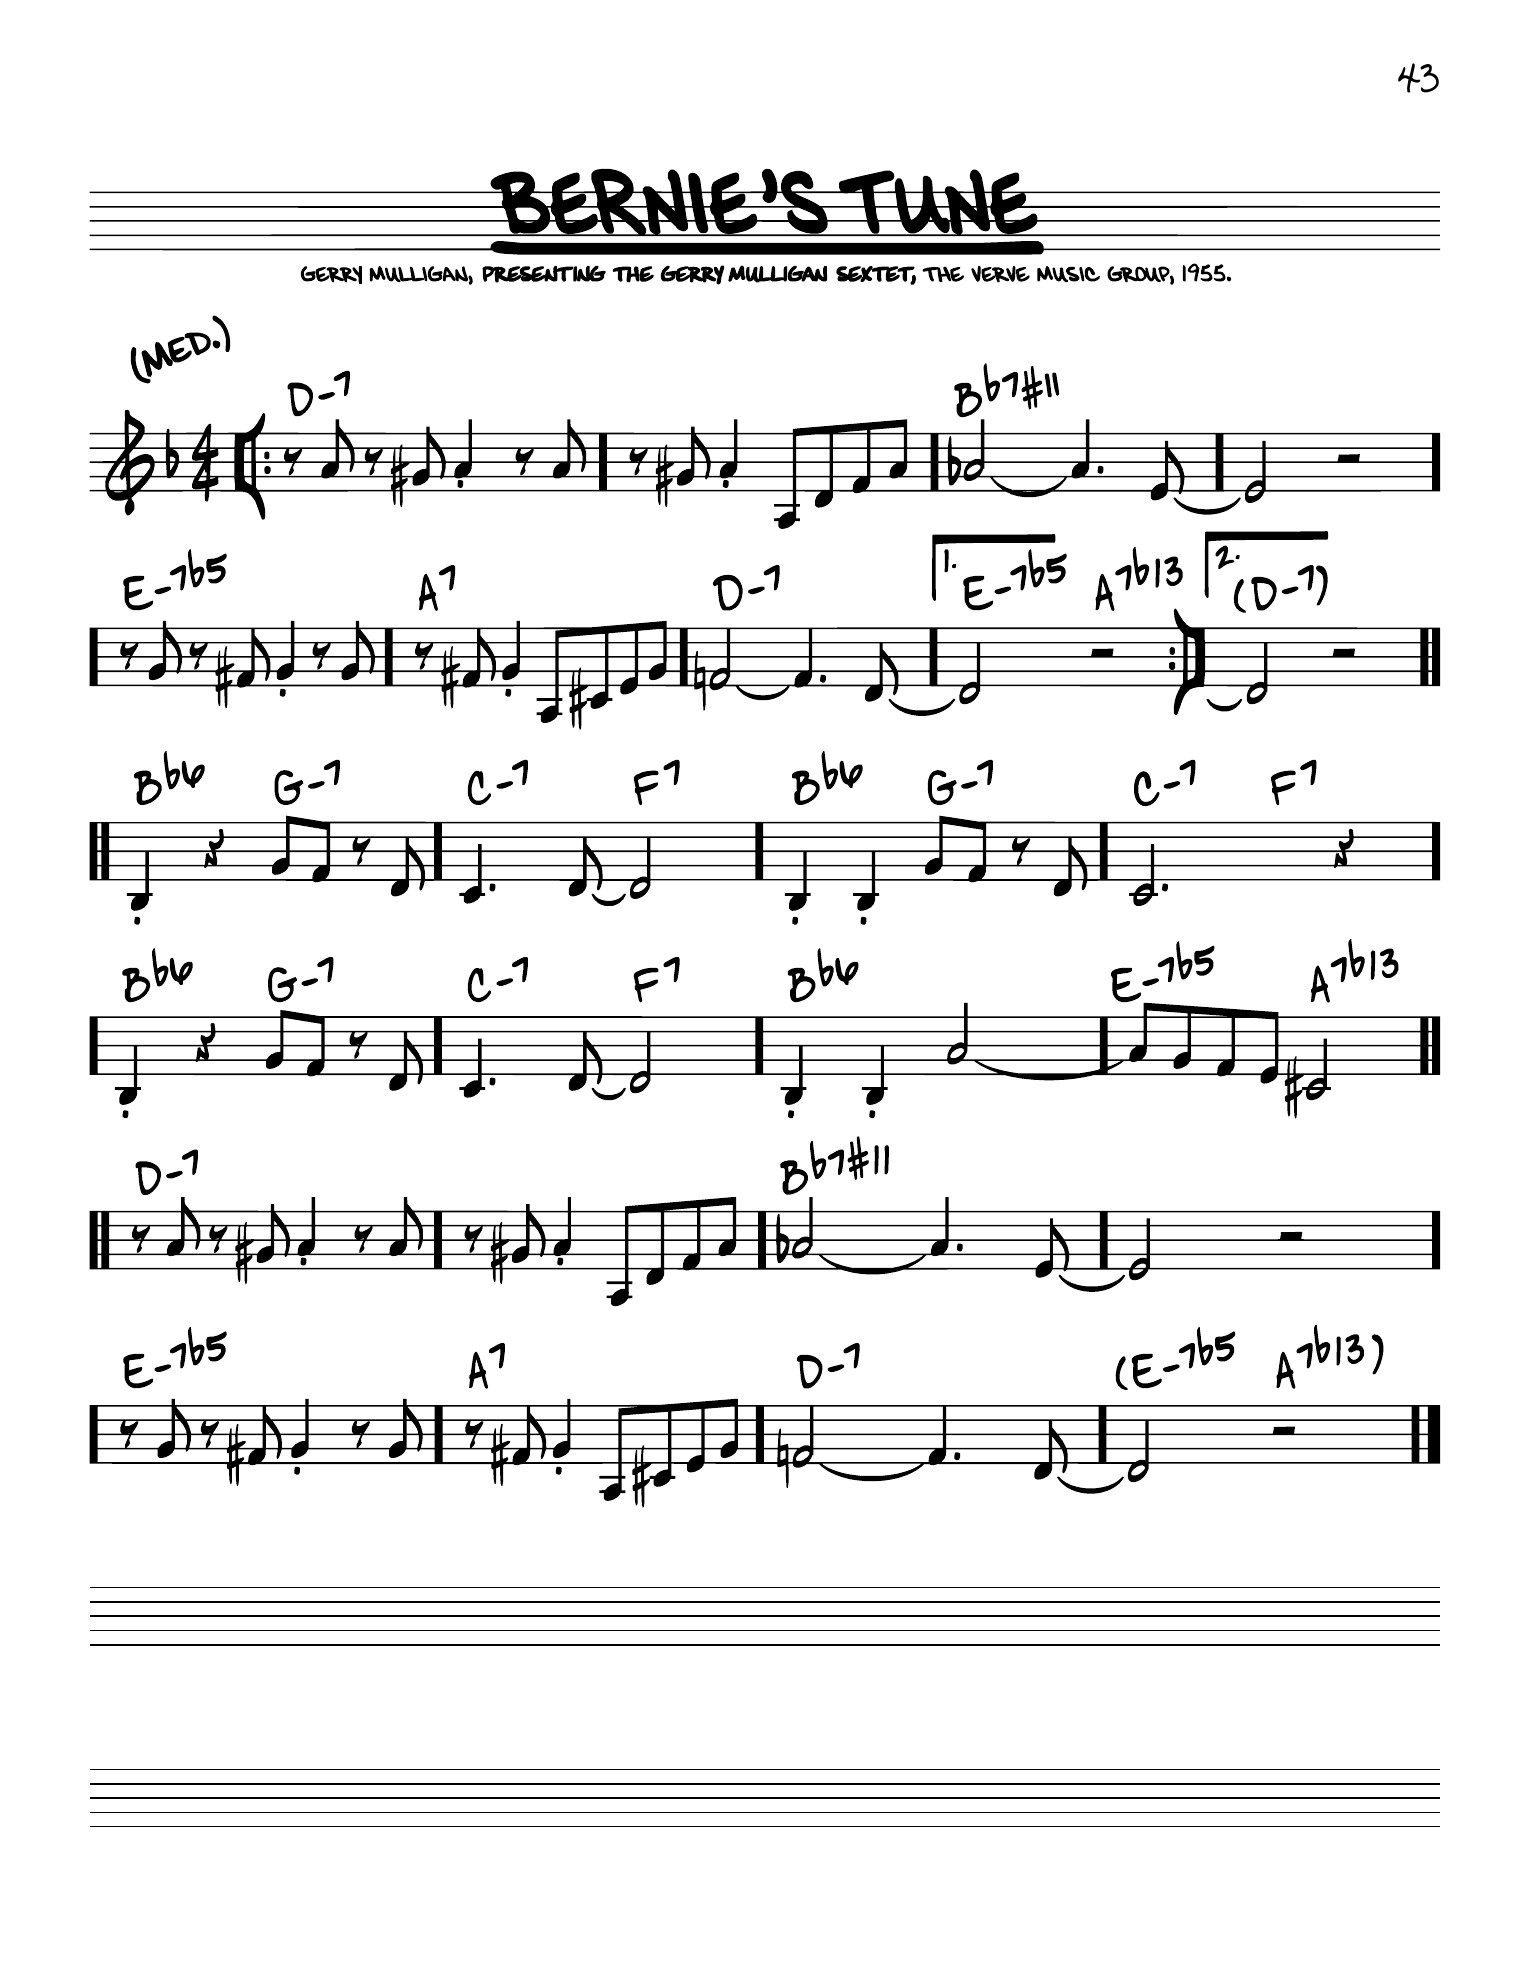 43
BERNIE'S TUNE
GERRY MULLIGAN, PRESENTING THE GERRY MULLIGAN SEXTET, THE VERVE MUSIC GROUP, 1955.
(MED.)
D-7 Bb7#11
4
4
E-7b5 A7 D-7 1. E-7b5 A7b13 2. (D-7)
Bb6 G-7 C-7 F7 Bb6 G-7 C-7 F7
Bb6 G-7 C-7 F7 Bb6 E-7b5 A7b13
D-7 Bb7#11
E-7b5 A7 D-7 (E-7b5 A7b13)